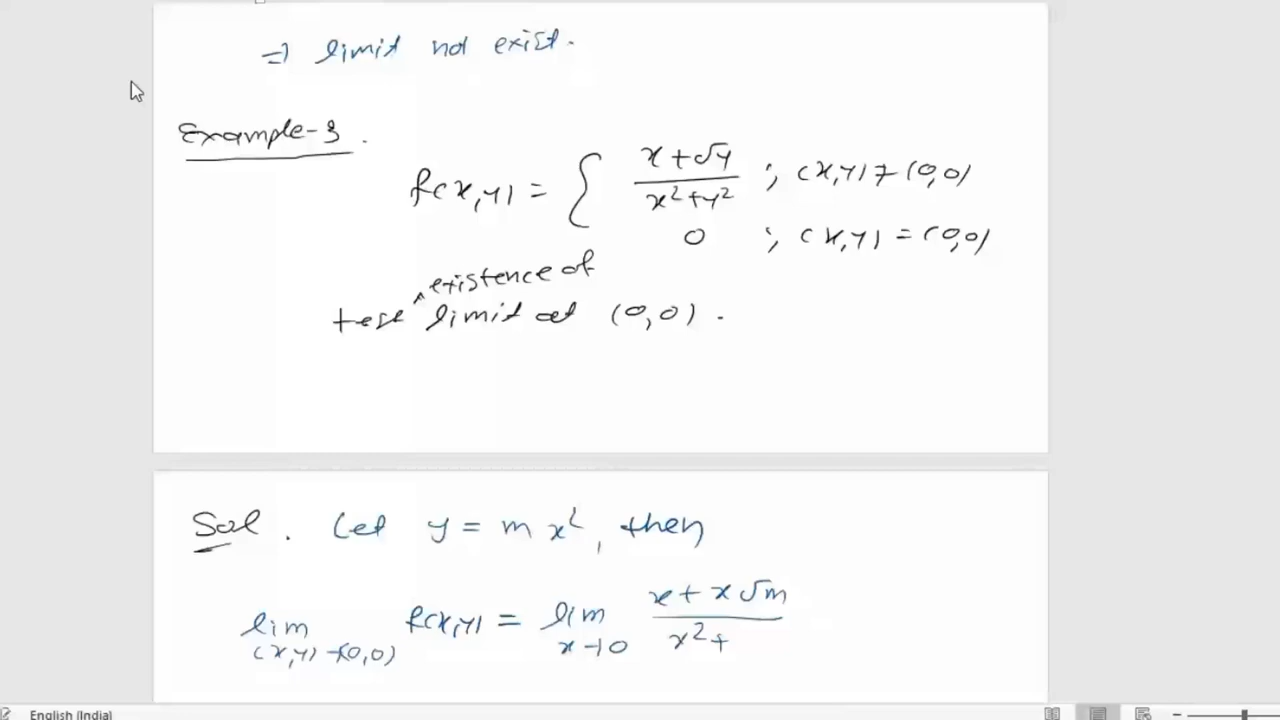 ⇒ limit not exist.
Example-3.
f(x,y) = { x+√y / x²+y² ; (x,y) ≠ (0,0)
0 ; (x,y) = (0,0)
existence of
test ^ limit at (0,0).
Sol. Let y = m x², then
lim (x,y)→(0,0) f(x,y) = lim x→0 x + x√m / x² +
English (India)